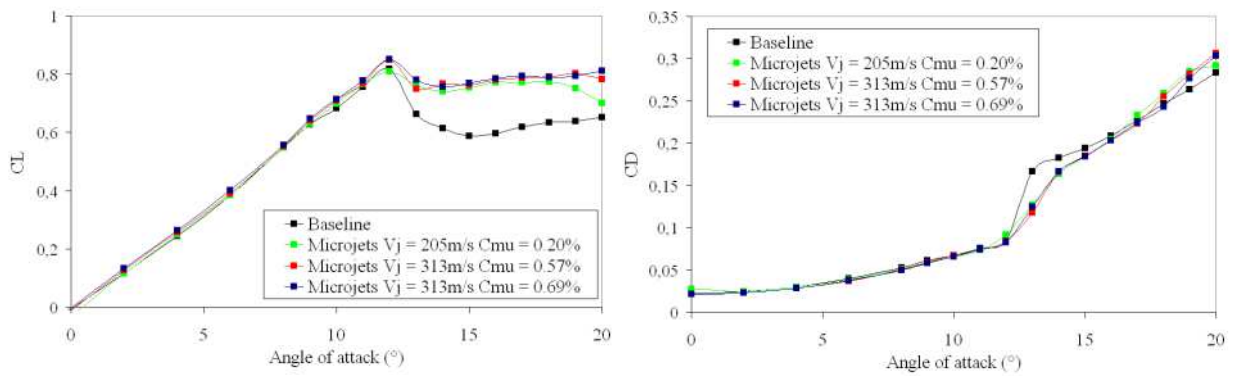 1
0,8
0,6
0,4
0,2
0
CL
0 5 10 15 20
Angle of attack (°)
Baseline
Microjets Vj = 205m/s Cmu = 0.20%
Microjets Vj = 313m/s Cmu = 0.57%
Microjets Vj = 313m/s Cmu = 0.69%
0,35
0,3
0,25
0,2
0,15
0,1
0,05
0
CD
0 5 10 15 20
Angle of attack (°)
Baseline
Microjets Vj = 205m/s Cmu = 0.20%
Microjets Vj = 313m/s Cmu = 0.57%
Microjets Vj = 313m/s Cmu = 0.69%